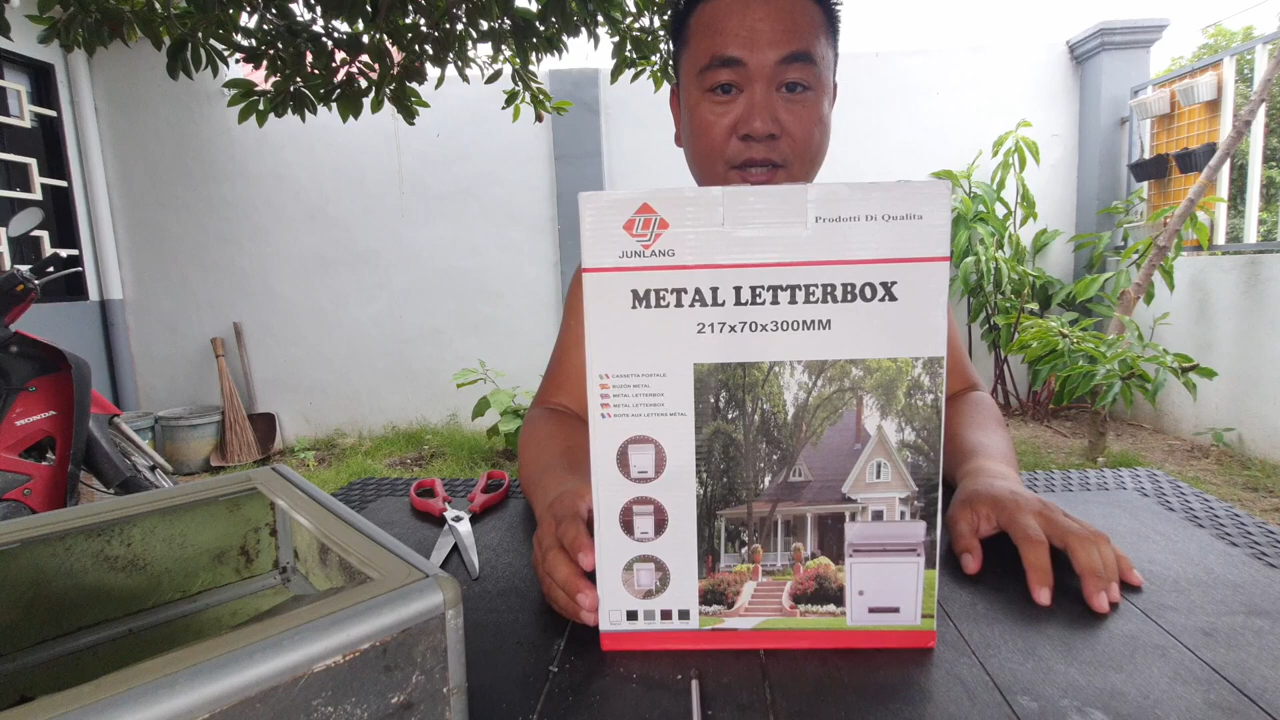 JUNLANG
Prodotti Di Qualita
METAL LETTERBOX
217x70x300MM
CASSETTA POSTALE
BUZON METAL
METAL LETTERBOX
METAL LETTERBOX
BOITE AUX LETTERS METAL
HONDA